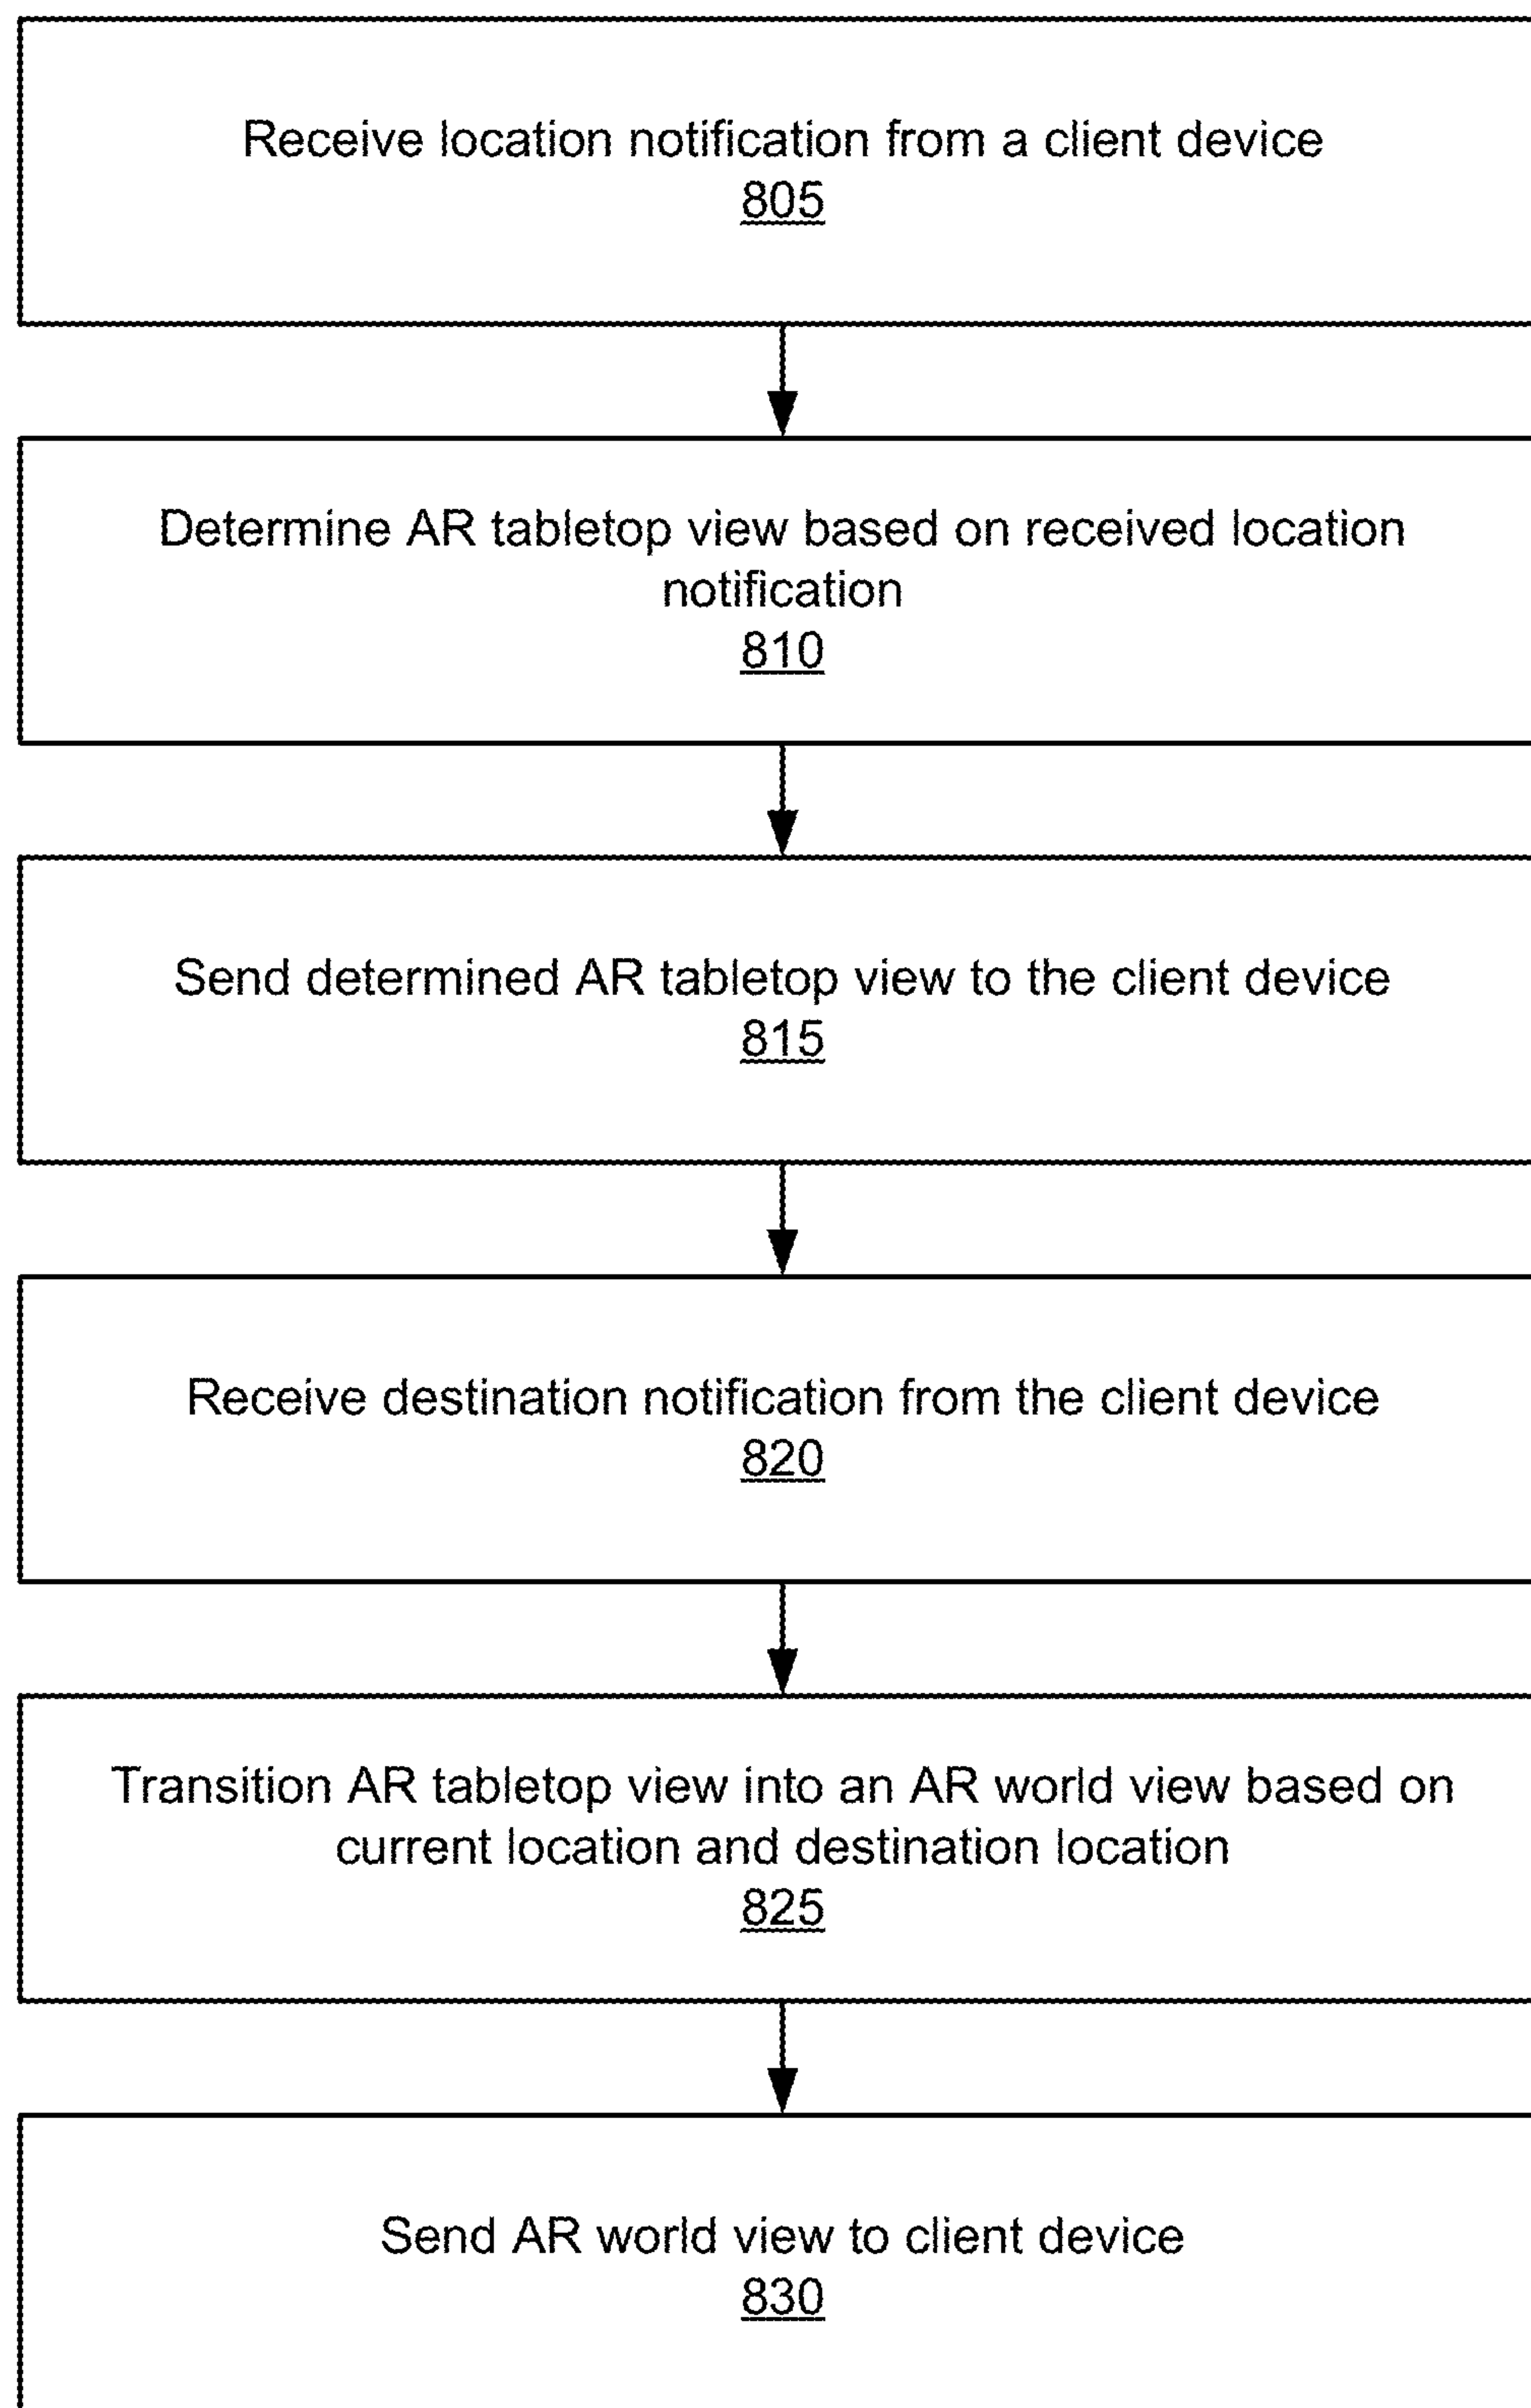 Receive location notification from a client device
805
Determine AR tabletop view based on received location
notification
810
Send determined AR tabletop view to the client device
815
Receive destination notification from the client device
820
Transition AR tabletop view into an AR world view based on
current location and destination location
825
Send AR world view to client device
830